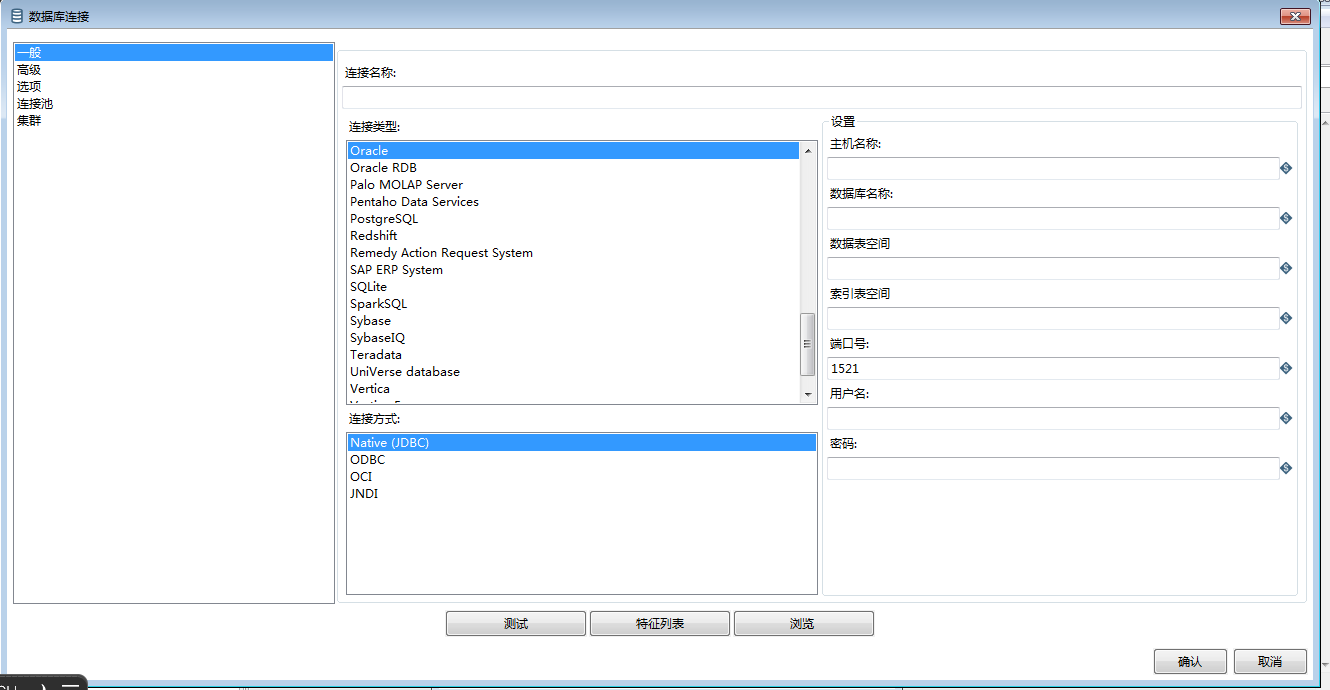 数据库连接
一般
高级
选项
连接池
集群
连接名称:
连接类型:
Oracle
Oracle RDB
Palo MOLAP Server
Pentaho Data Services
PostgreSQL
Redshift
Remedy Action Request System
SAP ERP System
SQLite
SparkSQL
Sybase
SybaseIQ
Teradata
UniVerse database
Vertica
连接方式:
Native (JDBC)
ODBC
OCI
JNDI
设置
主机名称:
数据库名称:
数据表空间
索引表空间
端口号:
1521
用户名:
密码:
测试
特征列表
浏览
确认
取消